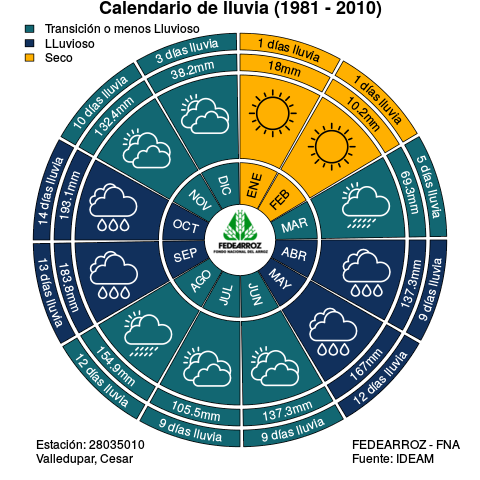 Calendario de lluvia (1981 - 2010)
Transición o menos Lluvioso
LLuvioso
Seco
1 días lluvia
18mm
ENE
1 días lluvia
10.2mm
FEB
5 días lluvia
69.3mm
MAR
9 días lluvia
137.3mm
ABR
12 días lluvia
167mm
MAY
9 días lluvia
137.3mm
JUN
9 días lluvia
105.5mm
JUL
12 días lluvia
154.9mm
AGO
13 días lluvia
183.8mm
SEP
14 días lluvia
193.1mm
OCT
10 días lluvia
132.4mm
NOV
3 días lluvia
38.2mm
DIC
FEDEARROZ
FONDO NACIONAL DEL ARROZ
Estación: 28035010
Valledupar, Cesar
FEDEARROZ - FNA
Fuente: IDEAM